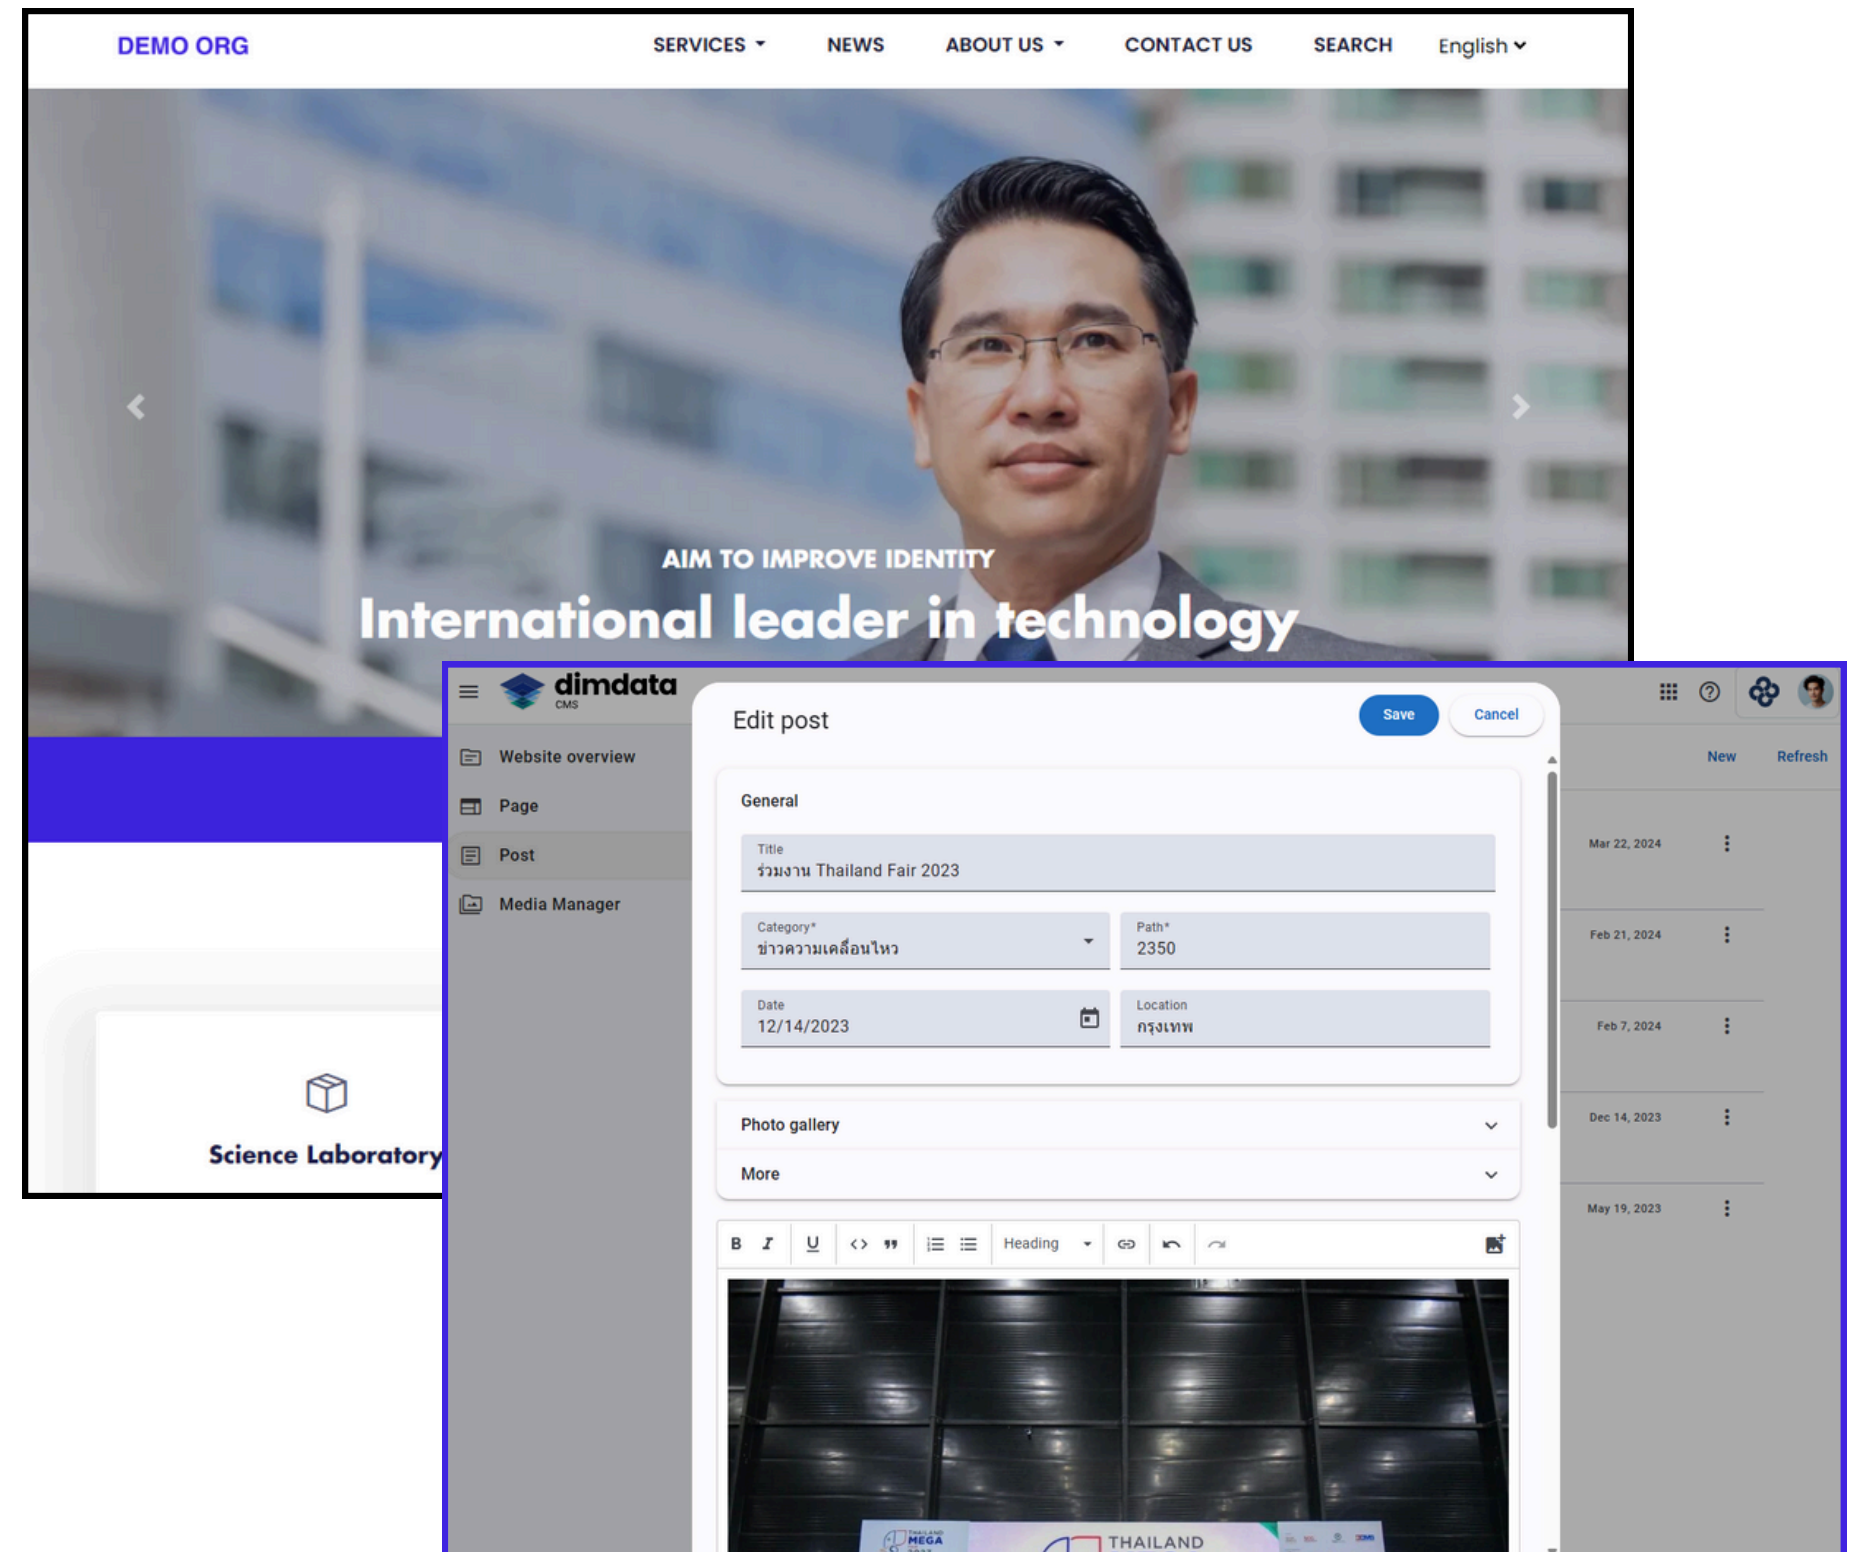 DEMO ORG
SERVICES
NEWS
ABOUT US
CONTACT US
SEARCH
English
AIM TO IMPROVE IDENTITY
International leader in technology
Science Laboratory
dimdata
CMS
Website overview
Page
Post
Media Manager
Edit post
Save
Cancel
New
Refresh
General
Title
ร่วมงาน Thailand Fair 2023
Category*
ข่าวความเคลื่อนไหว
Path*
2350
Date
12/14/2023
Location
กรุงเทพ
Photo gallery
More
B I U
Heading
Mar 22, 2024
Feb 21, 2024
Feb 7, 2024
Dec 14, 2023
May 19, 2023
THAILAND
MEGA
THAILAND